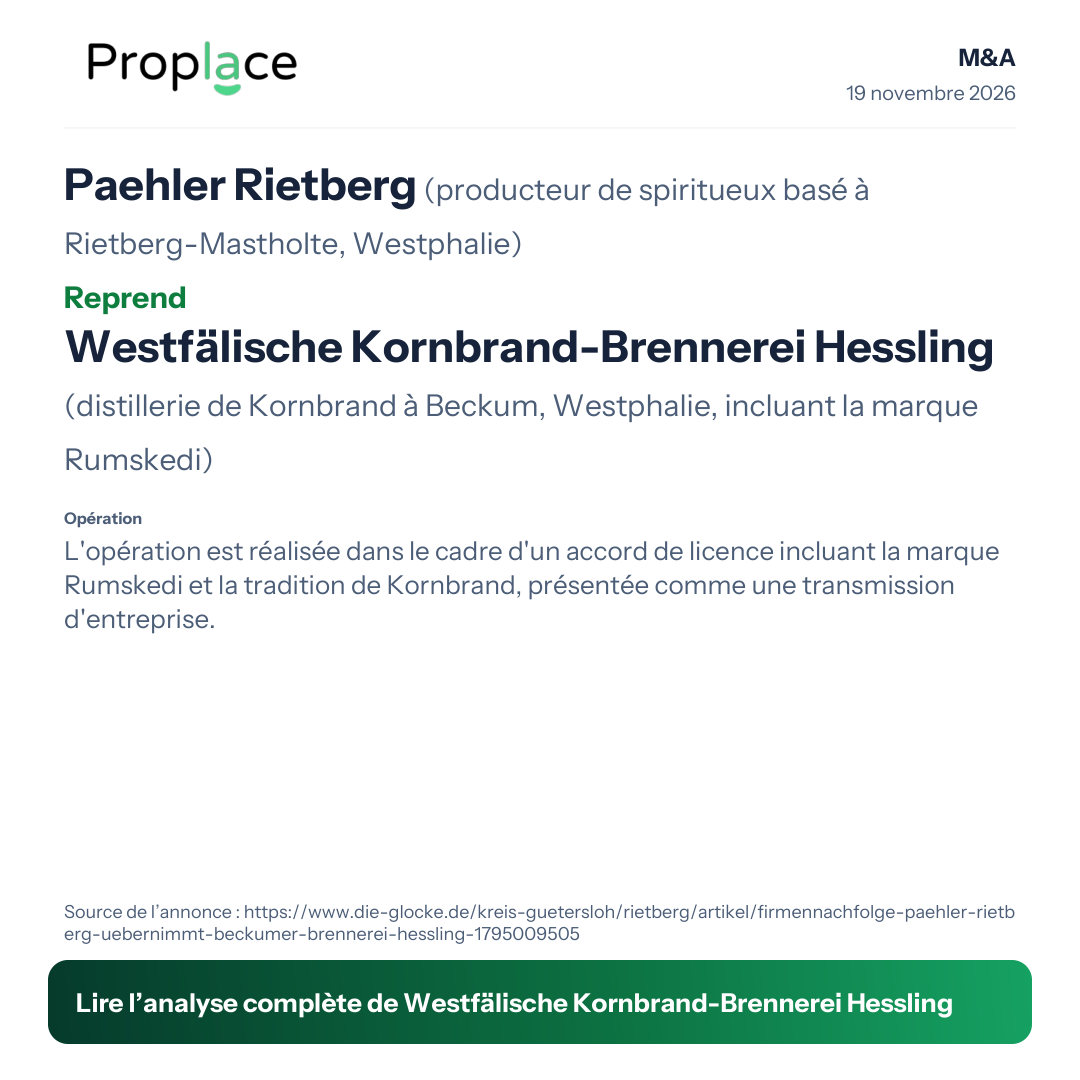 Proplace
M&A
19 novembre 2026
Paehler Rietberg (producteur de spiritueux basé à
Rietberg-Mastholte, Westphalie)
Reprend
Westfälische Kornbrand-Brennerei Hessling
(distillerie de Kornbrand à Beckum, Westphalie, incluant la marque
Rumskedi)
Opération
L'opération est réalisée dans le cadre d'un accord de licence incluant la marque
Rumskedi et la tradition de Kornbrand, présentée comme une transmission
d'entreprise.
Source de l’annonce : https://www.die-glocke.de/kreis-guetersloh/rietberg/artikel/firmennachfolge-paehler-rietb
erg-uebernimmt-beckumer-brennerei-hessling-1795009505
Lire l’analyse complète de Westfälische Kornbrand-Brennerei Hessling